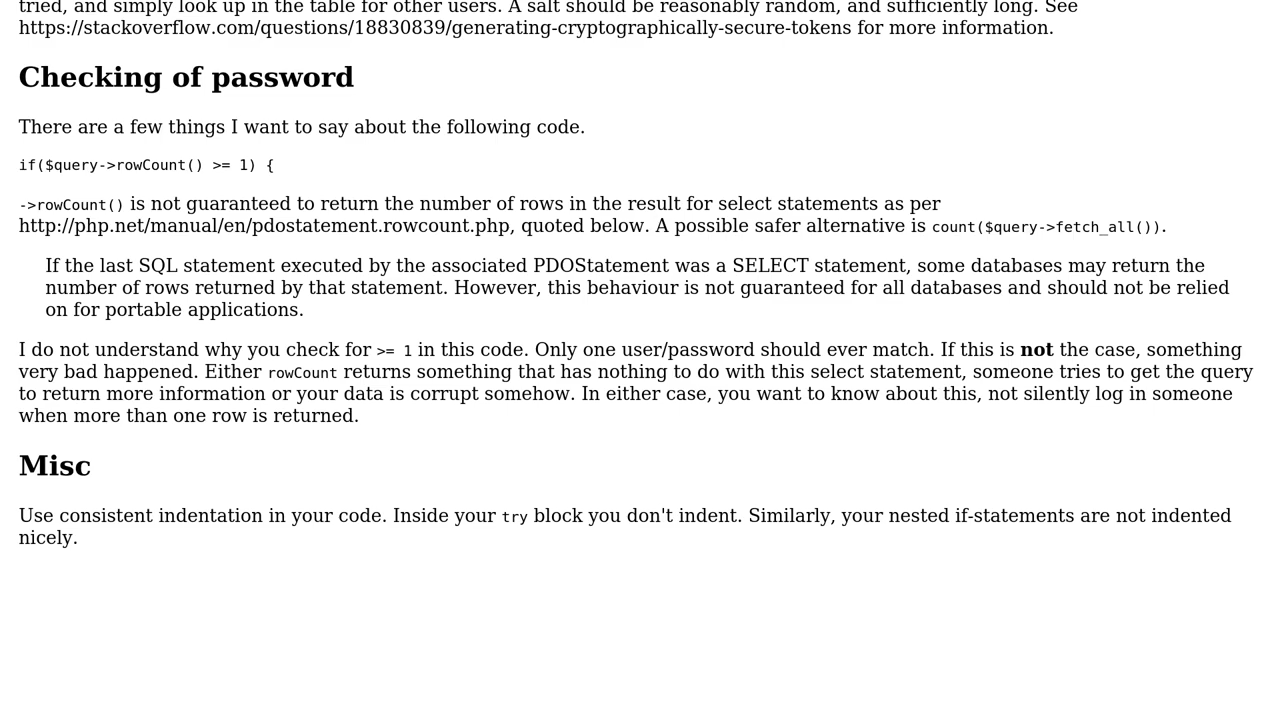 tried, and simply look up in the table for other users. A salt should be reasonably random, and sufficiently long. See
https://stackoverflow.com/questions/18830839/generating-cryptographically-secure-tokens for more information.
Checking of password
There are a few things I want to say about the following code.
if($query->rowCount() >= 1) {
->rowCount() is not guaranteed to return the number of rows in the result for select statements as per
http://php.net/manual/en/pdostatement.rowcount.php, quoted below. A possible safer alternative is count($query->fetch_all()).
If the last SQL statement executed by the associated PDOStatement was a SELECT statement, some databases may return the
number of rows returned by that statement. However, this behaviour is not guaranteed for all databases and should not be relied
on for portable applications.
I do not understand why you check for >= 1 in this code. Only one user/password should ever match. If this is not the case, something
very bad happened. Either rowCount returns something that has nothing to do with this select statement, someone tries to get the query
to return more information or your data is corrupt somehow. In either case, you want to know about this, not silently log in someone
when more than one row is returned.
Misc
Use consistent indentation in your code. Inside your try block you don't indent. Similarly, your nested if-statements are not indented
nicely.